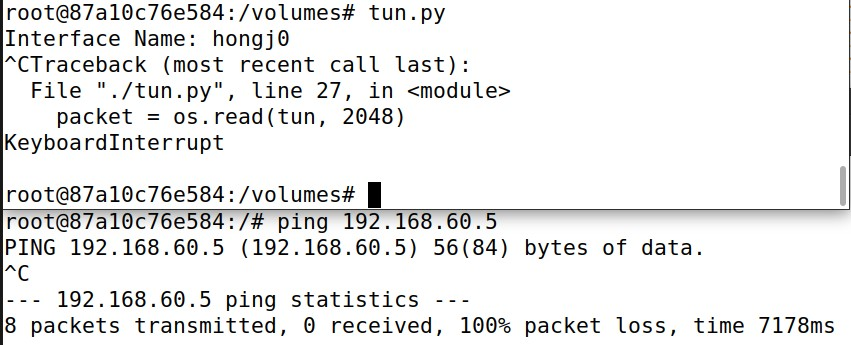 root@87a10c76e584:/volumes# tun.py
Interface Name: hongj0
^CTraceback (most recent call last):
  File "./tun.py", line 27, in <module>
    packet = os.read(tun, 2048)
KeyboardInterrupt
root@87a10c76e584:/volumes#
root@87a10c76e584:/# ping 192.168.60.5
PING 192.168.60.5 (192.168.60.5) 56(84) bytes of data.
^C
--- 192.168.60.5 ping statistics ---
8 packets transmitted, 0 received, 100% packet loss, time 7178ms